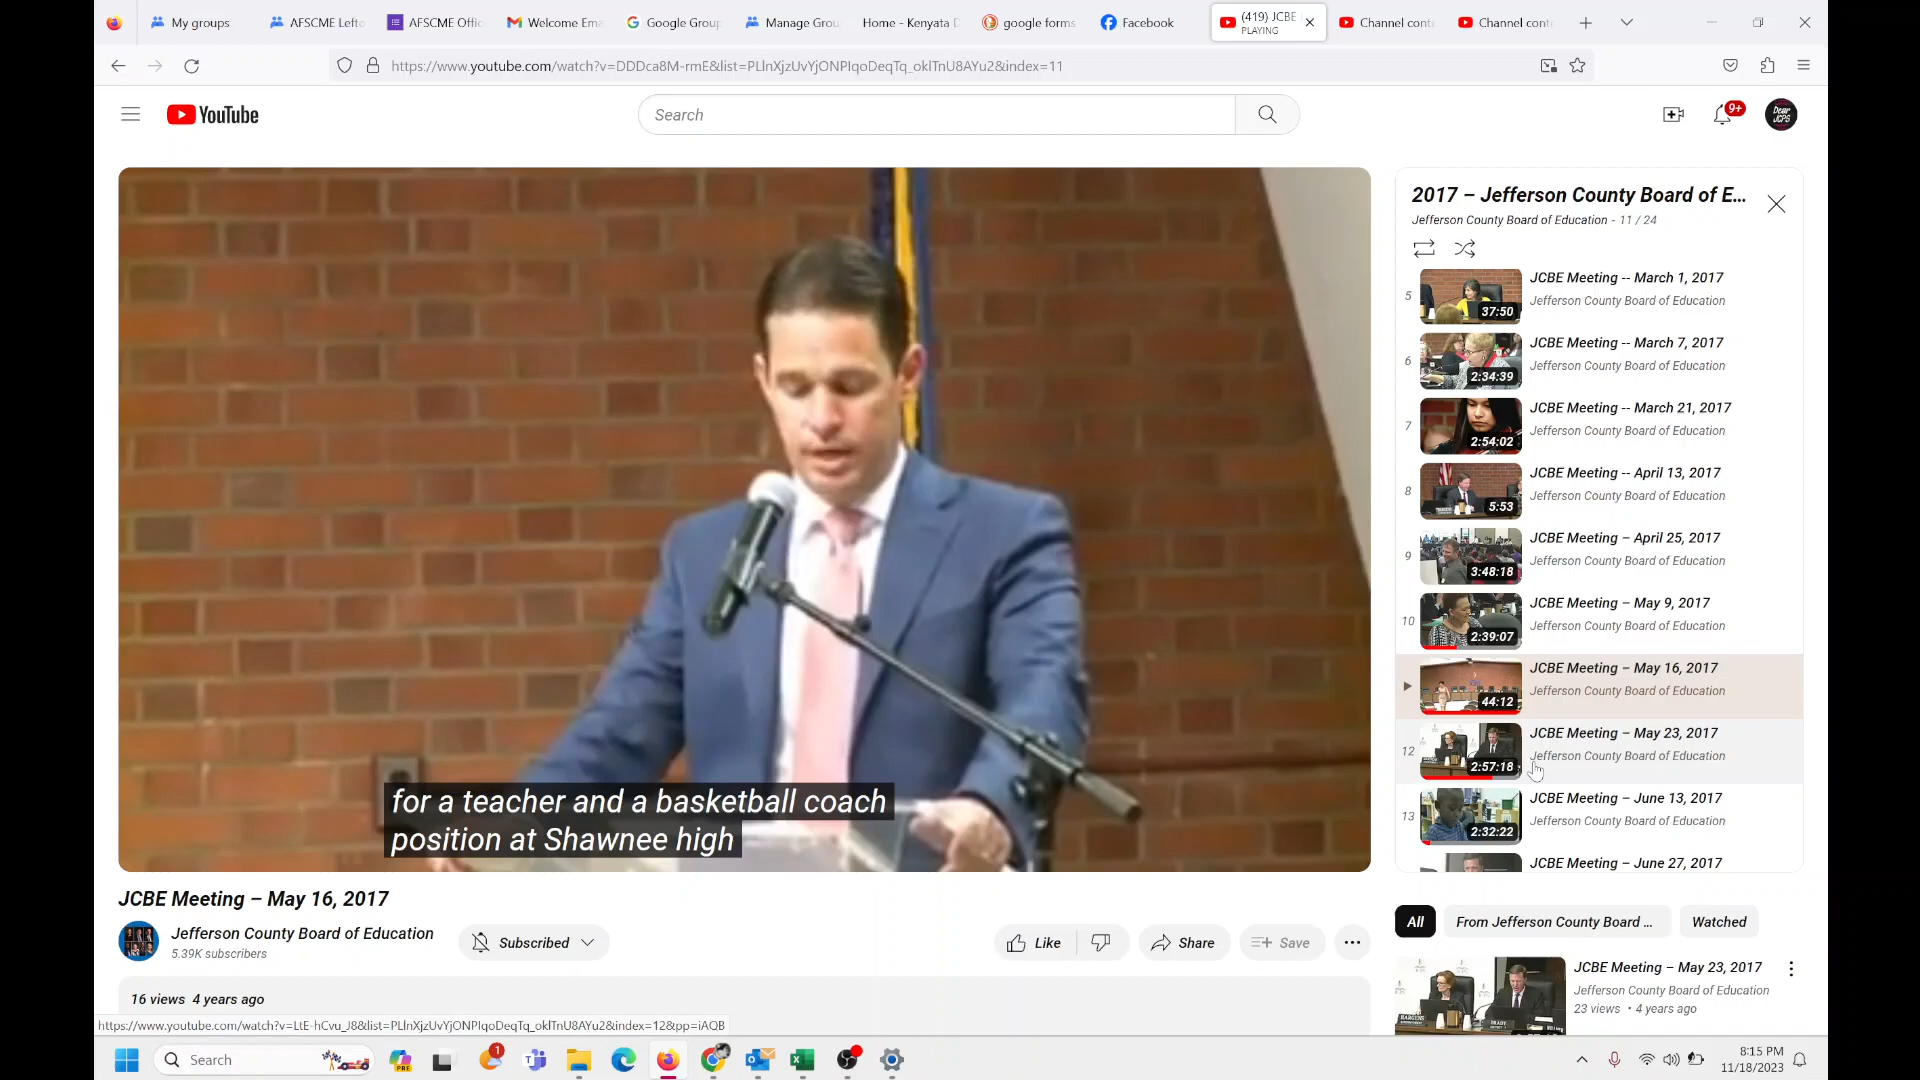 My groups
AFSCME Lefto
AFSCME Offic
Welcome Ema
Google Group
Manage Grou
Home - Kenyata D
google forms
Facebook
(419) JCBE
PLAYING
Channel conte
Channel conte
https://www.youtube.com/watch?v=DDDca8M-rmE&list=PLlnXjzUvYjONPIqoDeqTq_oklTnU8AYu2&index=11
YouTube
Search
9+
Dear
JCPS
2017 – Jefferson County Board of E...
Jefferson County Board of Education - 11 / 24
5
37:50
JCBE Meeting -- March 1, 2017
Jefferson County Board of Education
6
2:34:39
JCBE Meeting -- March 7, 2017
Jefferson County Board of Education
7
2:54:02
JCBE Meeting -- March 21, 2017
Jefferson County Board of Education
8
5:53
JCBE Meeting -- April 13, 2017
Jefferson County Board of Education
9
3:48:18
JCBE Meeting – April 25, 2017
Jefferson County Board of Education
10
2:39:07
JCBE Meeting – May 9, 2017
Jefferson County Board of Education
44:12
JCBE Meeting – May 16, 2017
Jefferson County Board of Education
12
2:57:18
JCBE Meeting – May 23, 2017
Jefferson County Board of Education
13
2:32:22
JCBE Meeting – June 13, 2017
Jefferson County Board of Education
JCBE Meeting – June 27, 2017
for a teacher and a basketball coach
position at Shawnee high
JCBE Meeting – May 16, 2017
Jefferson County Board of Education
5.39K subscribers
Subscribed
Like
Share
Save
16 views 4 years ago
All
From Jefferson County Board ...
Watched
JCBE Meeting – May 23, 2017
Jefferson County Board of Education
23 views • 4 years ago
https://www.youtube.com/watch?v=LtE-hCvu_J8&list=PLlnXjzUvYjONPIqoDeqTq_oklTnU8AYu2&index=12&pp=iAQB
Search
PRE
1
8:15 PM
11/18/2023